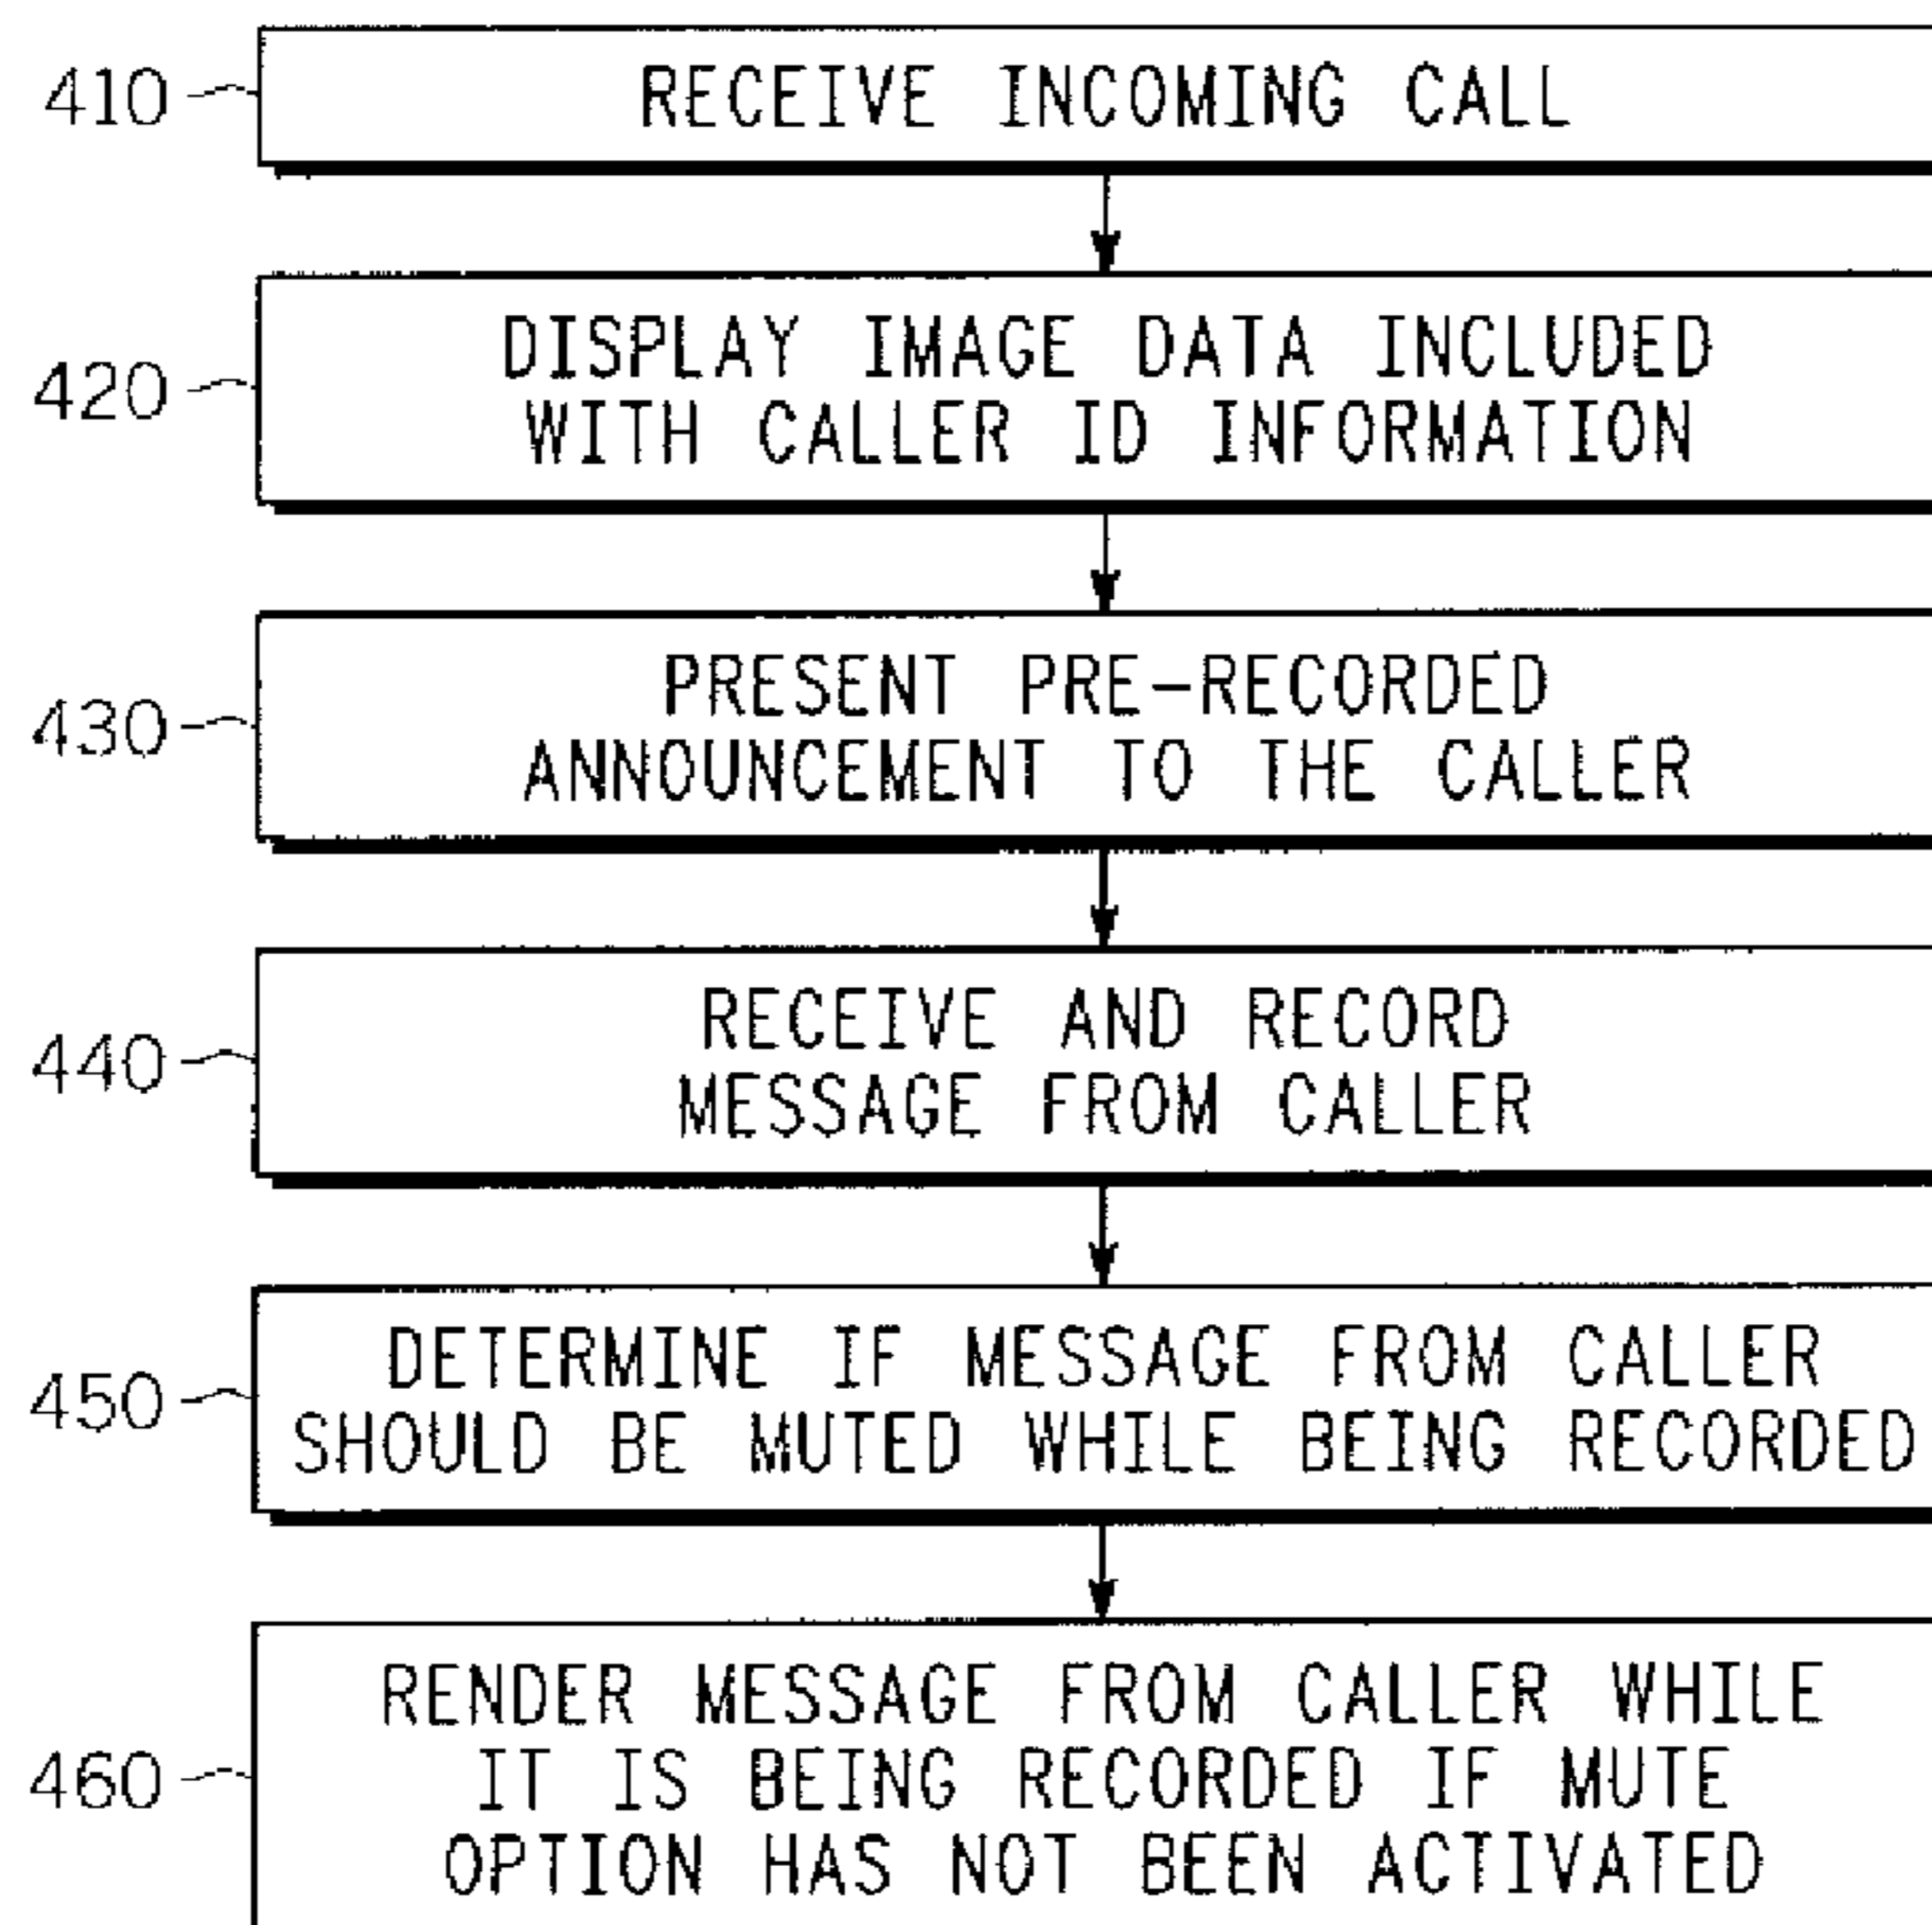 410
RECEIVE INCOMING CALL
420
DISPLAY IMAGE DATA INCLUDED
WITH CALLER ID INFORMATION
430
PRESENT PRE-RECORDED
ANNOUNCEMENT TO THE CALLER
440
RECEIVE AND RECORD
MESSAGE FROM CALLER
450
DETERMINE IF MESSAGE FROM CALLER
SHOULD BE MUTED WHILE BEING RECORDED
460
RENDER MESSAGE FROM CALLER WHILE
IT IS BEING RECORDED IF MUTE
OPTION HAS NOT BEEN ACTIVATED